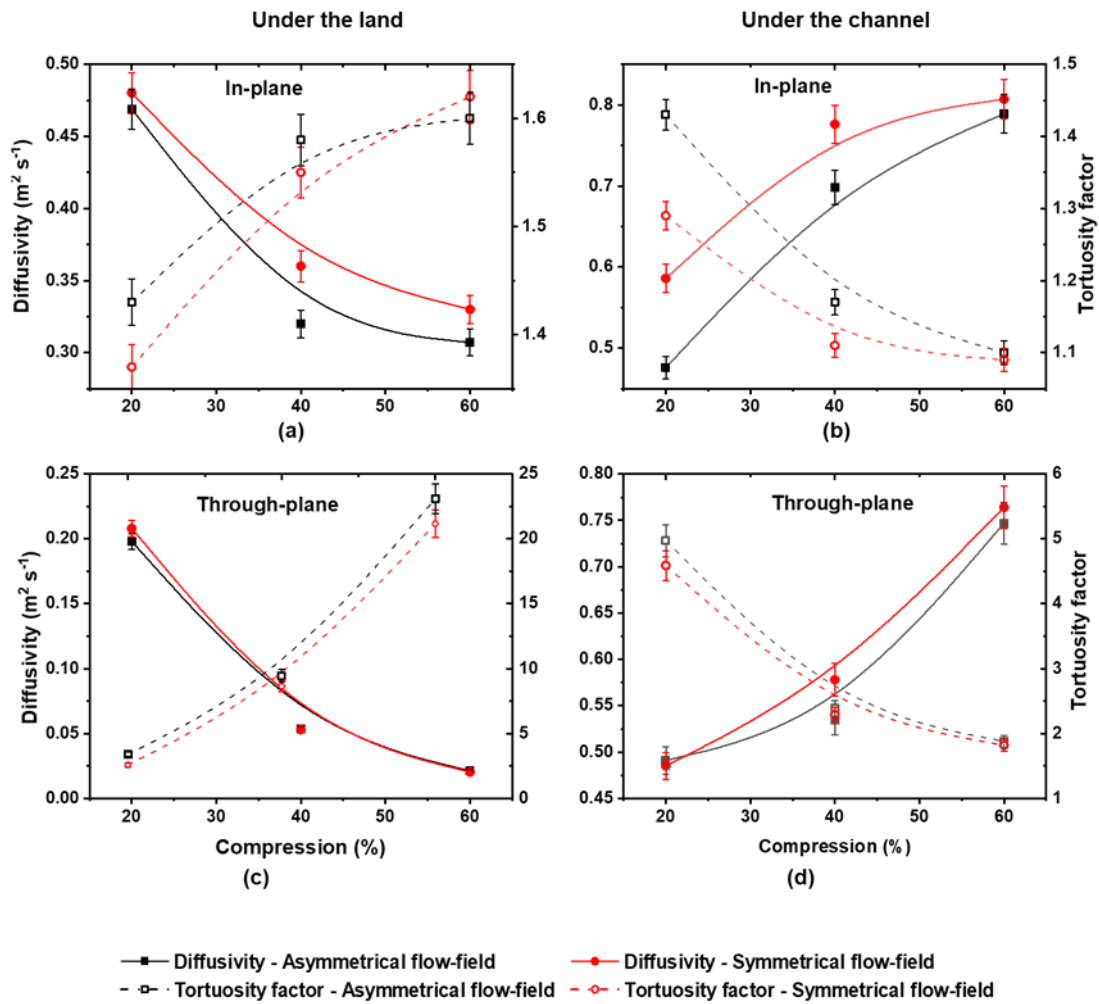 Under the land
Under the channel
0.50
0.45
0.40
0.35
0.30
Diffusivity (m² s⁻¹)
In-plane
1.6
1.5
1.4
20 30 40 50 60
(a)
0.8
0.7
0.6
0.5
In-plane
1.5
1.4
1.3
1.2
1.1
Tortuosity factor
20 30 40 50 60
(b)
0.25
0.20
0.15
0.10
0.05
0.00
Diffusivity (m² s⁻¹)
Through-plane
25
20
15
10
5
0
20 30 40 50 60
Compression (%)
(c)
0.80
0.75
0.70
0.65
0.60
0.55
0.50
0.45
Through-plane
6
5
4
3
2
1
Tortuosity factor
20 30 40 50 60
Compression (%)
(d)
Diffusivity - Asymmetrical flow-field
Diffusivity - Symmetrical flow-field
Tortuosity factor - Asymmetrical flow-field
Tortuosity factor - Symmetrical flow-field